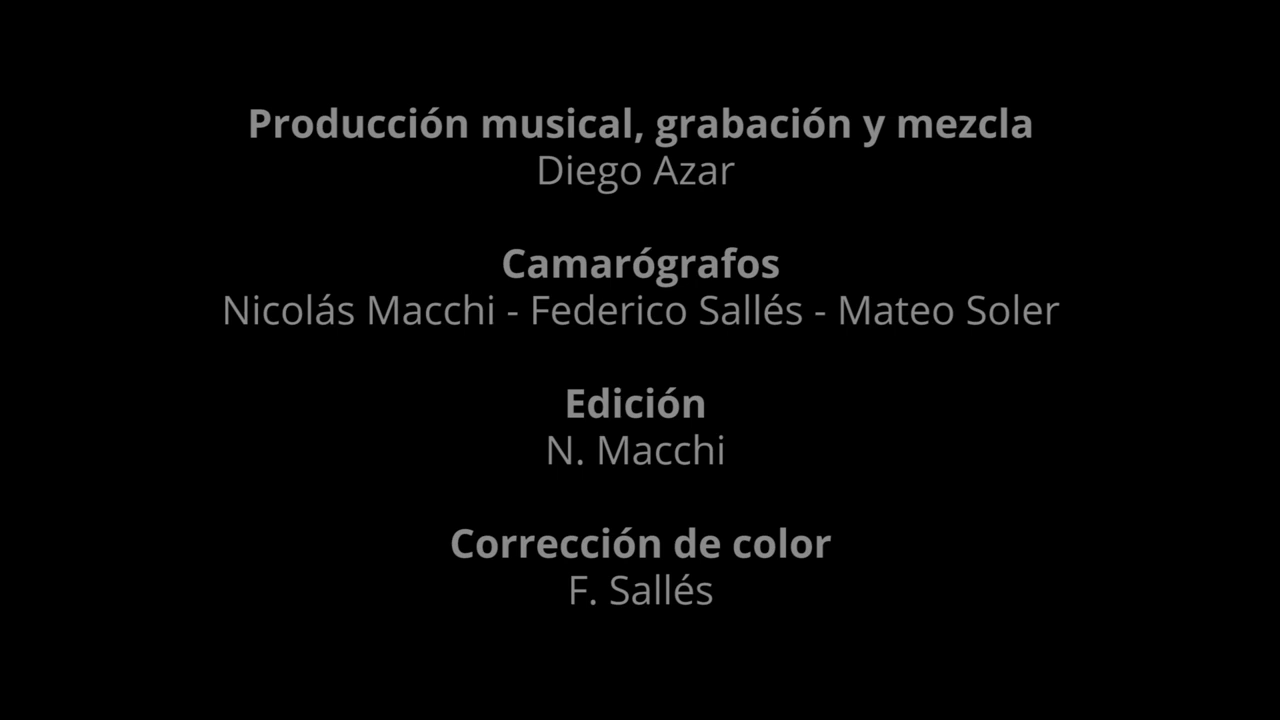 Producción musical, grabación y mezcla
Diego Azar
Camarógrafos
Nicolás Macchi - Federico Sallés - Mateo Soler
Edición
N. Macchi
Corrección de color
F. Sallés